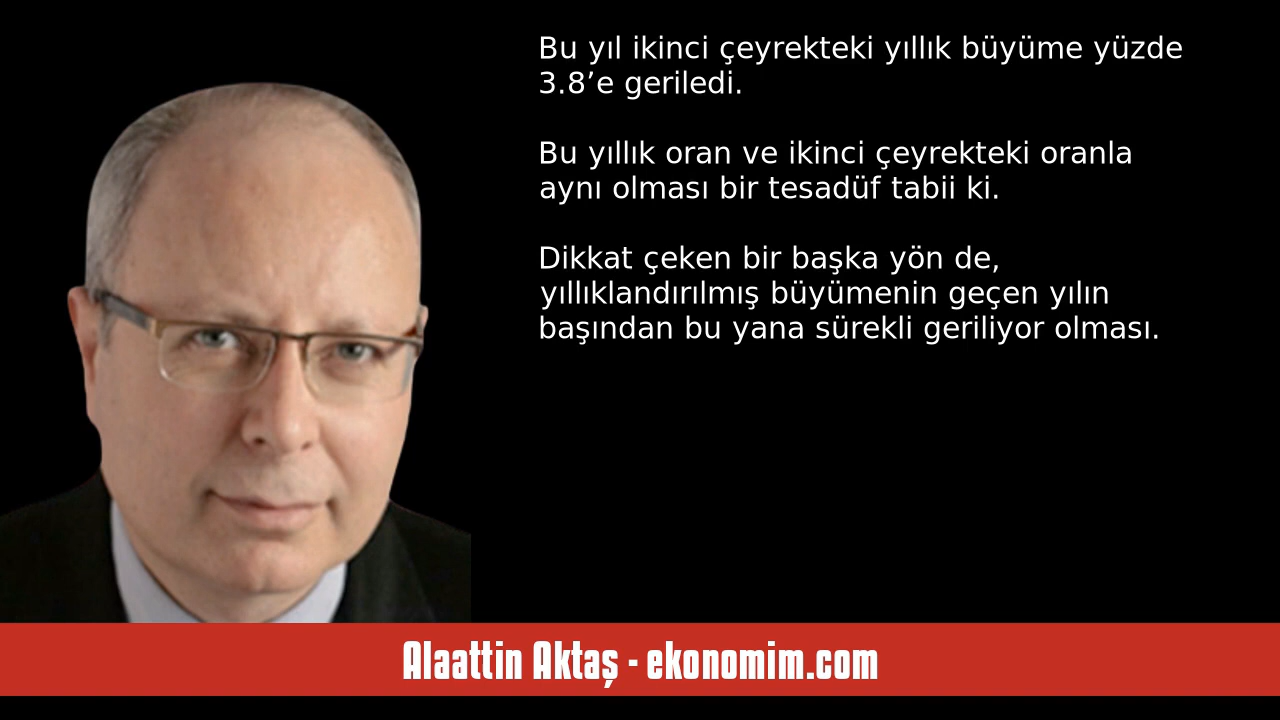 Bu yıl ikinci çeyrekteki yıllık büyüme yüzde
3.8’e geriledi.
Bu yıllık oran ve ikinci çeyrekteki oranla
aynı olması bir tesadüf tabii ki.
Dikkat çeken bir başka yön de,
yıllıklandırılmış büyümenin geçen yılın
başından bu yana sürekli geriliyor olması.
Alaattin Aktaş - ekonomim.com